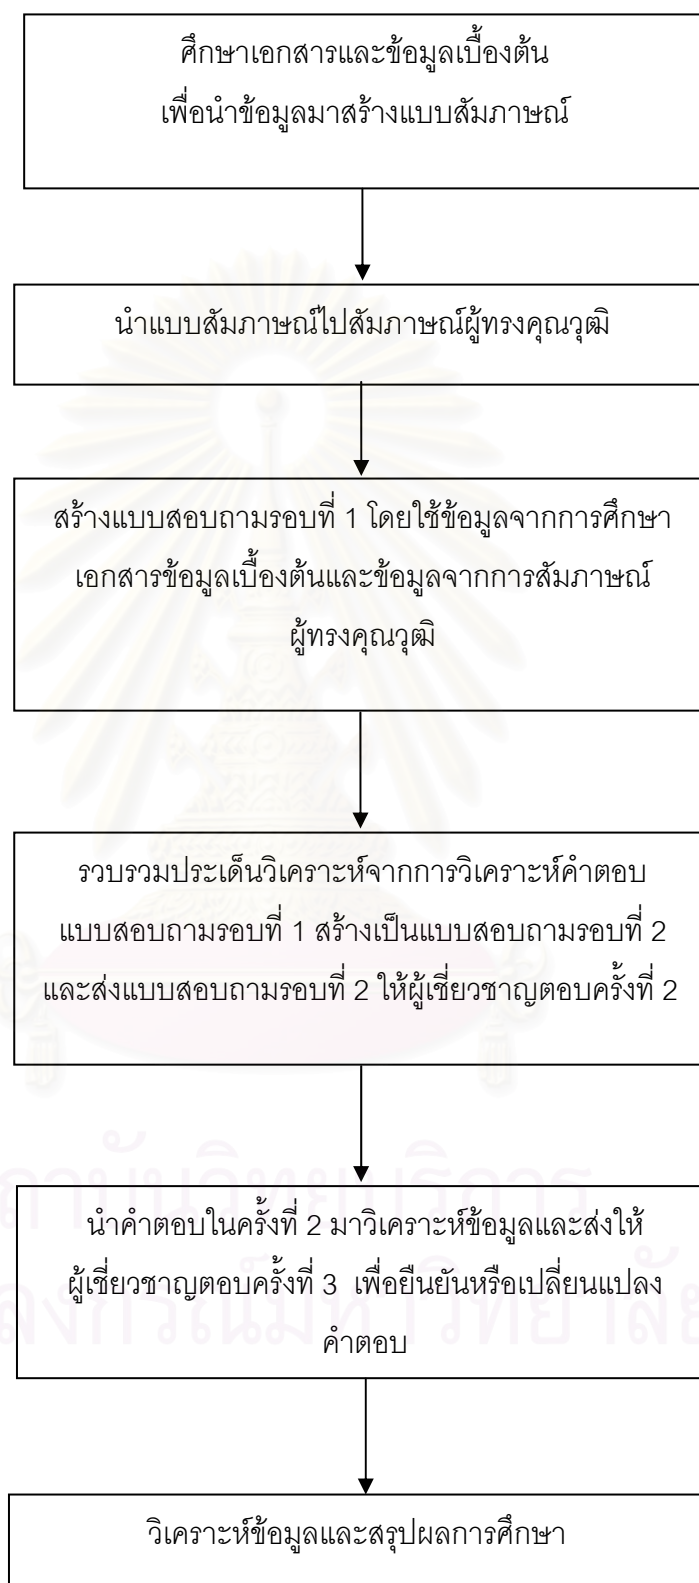 ศึกษาเอกสารและข้อมูลเบื้องต้น
เพื่อนำข้อมูลมาสร้างแบบสัมภาษณ์
นำแบบสัมภาษณ์ไปสัมภาษณ์ผู้ทรงคุณวุฒิ
สร้างแบบสอบถามรอบที่ 1 โดยใช้ข้อมูลจากการศึกษา
เอกสารข้อมูลเบื้องต้นและข้อมูลจากการสัมภาษณ์
ผู้ทรงคุณวุฒิ
รวบรวมประเด็นวิเคราะห์จากการวิเคราะห์คำตอบ
แบบสอบถามรอบที่ 1 สร้างเป็นแบบสอบถามรอบที่ 2
และส่งแบบสอบถามรอบที่ 2 ให้ผู้เชี่ยวชาญตอบครั้งที่ 2
นำคำตอบในครั้งที่ 2 มาวิเคราะห์ข้อมูลและส่งให้
ผู้เชี่ยวชาญตอบครั้งที่ 3 เพื่อยืนยันหรือเปลี่ยนแปลง
คำตอบ
วิเคราะห์ข้อมูลและสรุปผลการศึกษา